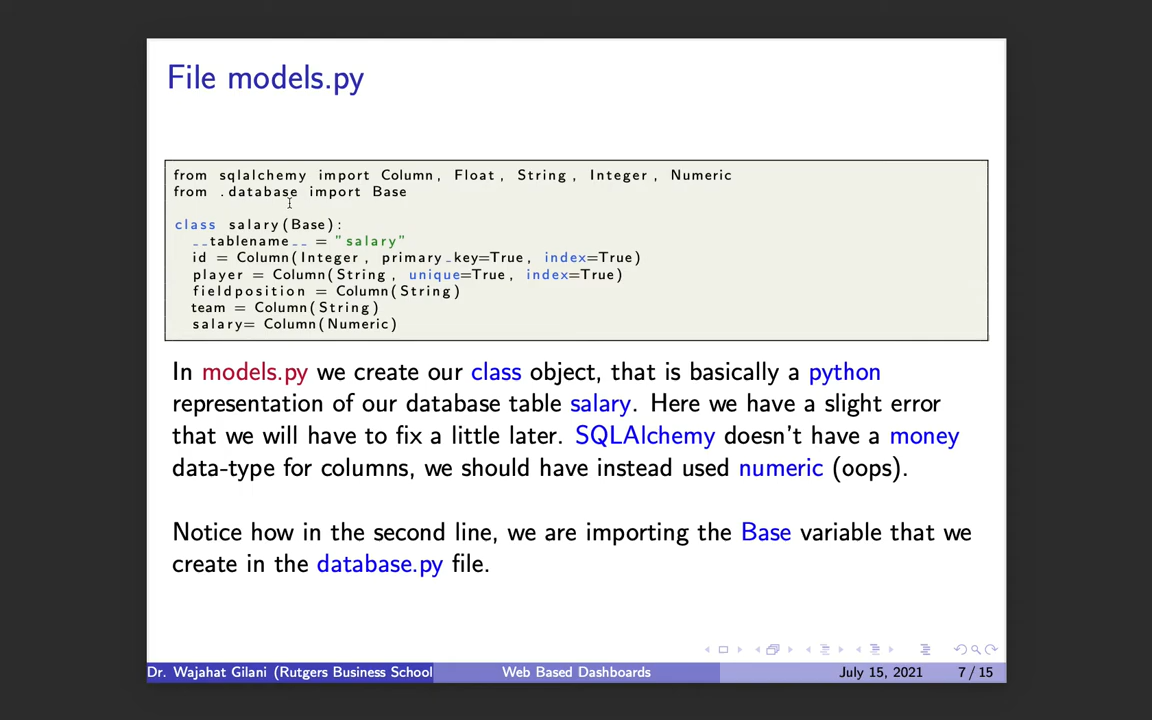 File models.py
from sqlalchemy import Column, Float, String, Integer, Numeric
from .database import Base
class salary(Base):
__tablename__ = "salary"
id = Column(Integer, primary_key=True, index=True)
player = Column(String, unique=True, index=True)
fieldposition = Column(String)
team = Column(String)
salary= Column(Numeric)
In models.py we create our class object, that is basically a python
representation of our database table salary. Here we have a slight error
that we will have to fix a little later. SQLAlchemy doesn't have a money
data-type for columns, we should have instead used numeric (oops).
Notice how in the second line, we are importing the Base variable that we
create in the database.py file.
Dr. Wajahat Gilani (Rutgers Business School Web Based Dashboards July 15, 2021 7 / 15